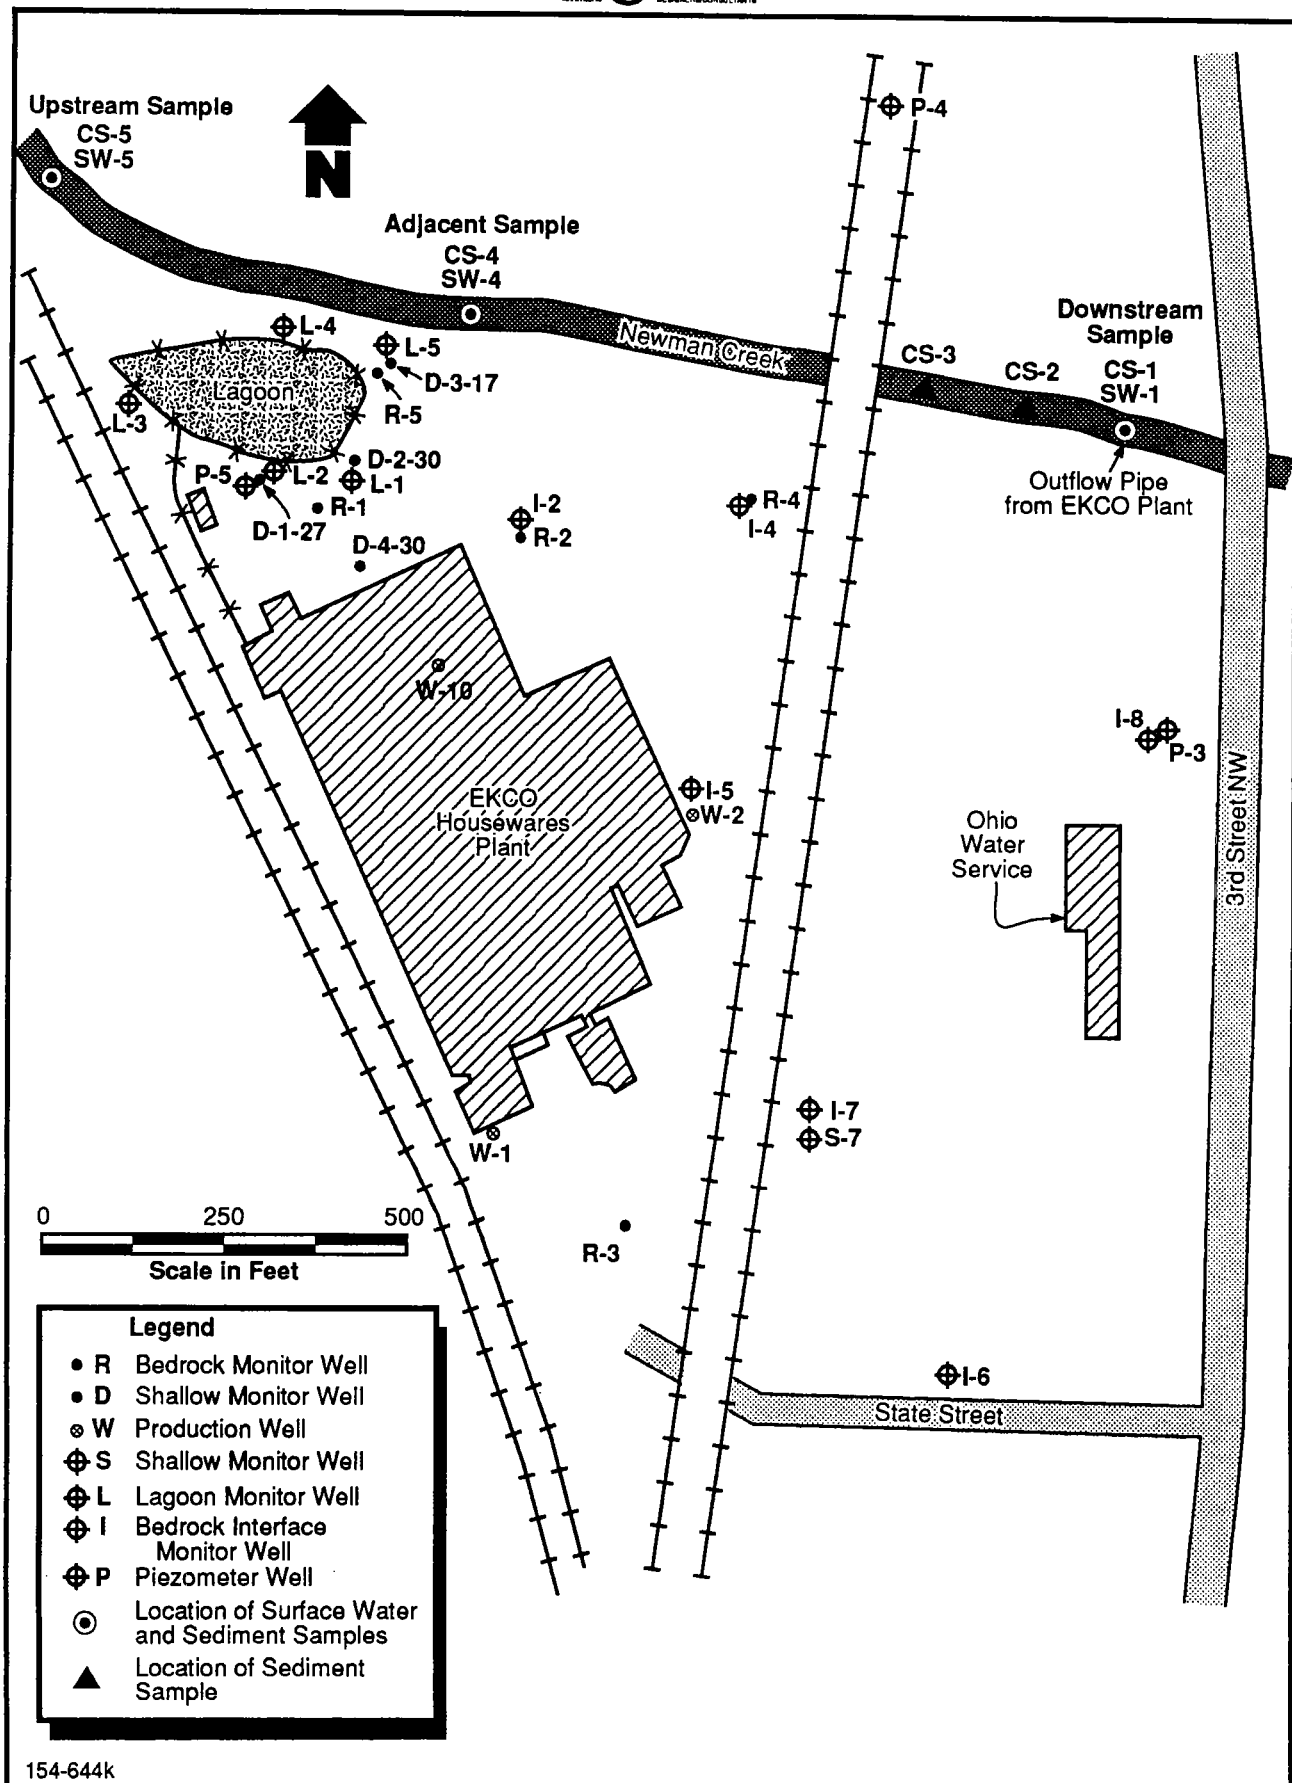 P-4
Upstream Sample
CS-5
SW-5
N
Adjacent Sample
CS-4
SW-4
Newman Creek
Downstream
Sample
CS-3
CS-2
CS-1
SW-1
L-4
L-5
D-3-17
R-5
Lagoon
L-3
P-5
L-2
D-2-30
L-1
R-1
D-1-27
D-4-30
I-2
R-2
R-4
I-4
Outflow Pipe
from EKCO Plant
W-10
I-8
P-3
I-5
W-2
EKCO
Housewares
Plant
Ohio
Water
Service
3rd Street NW
I-7
S-7
W-1
R-3
0 250 500
Scale in Feet
I-6
State Street
Legend
R Bedrock Monitor Well
D Shallow Monitor Well
W Production Well
S Shallow Monitor Well
L Lagoon Monitor Well
I Bedrock Interface
Monitor Well
P Piezometer Well
Location of Surface Water
and Sediment Samples
Location of Sediment
Sample
154-644k